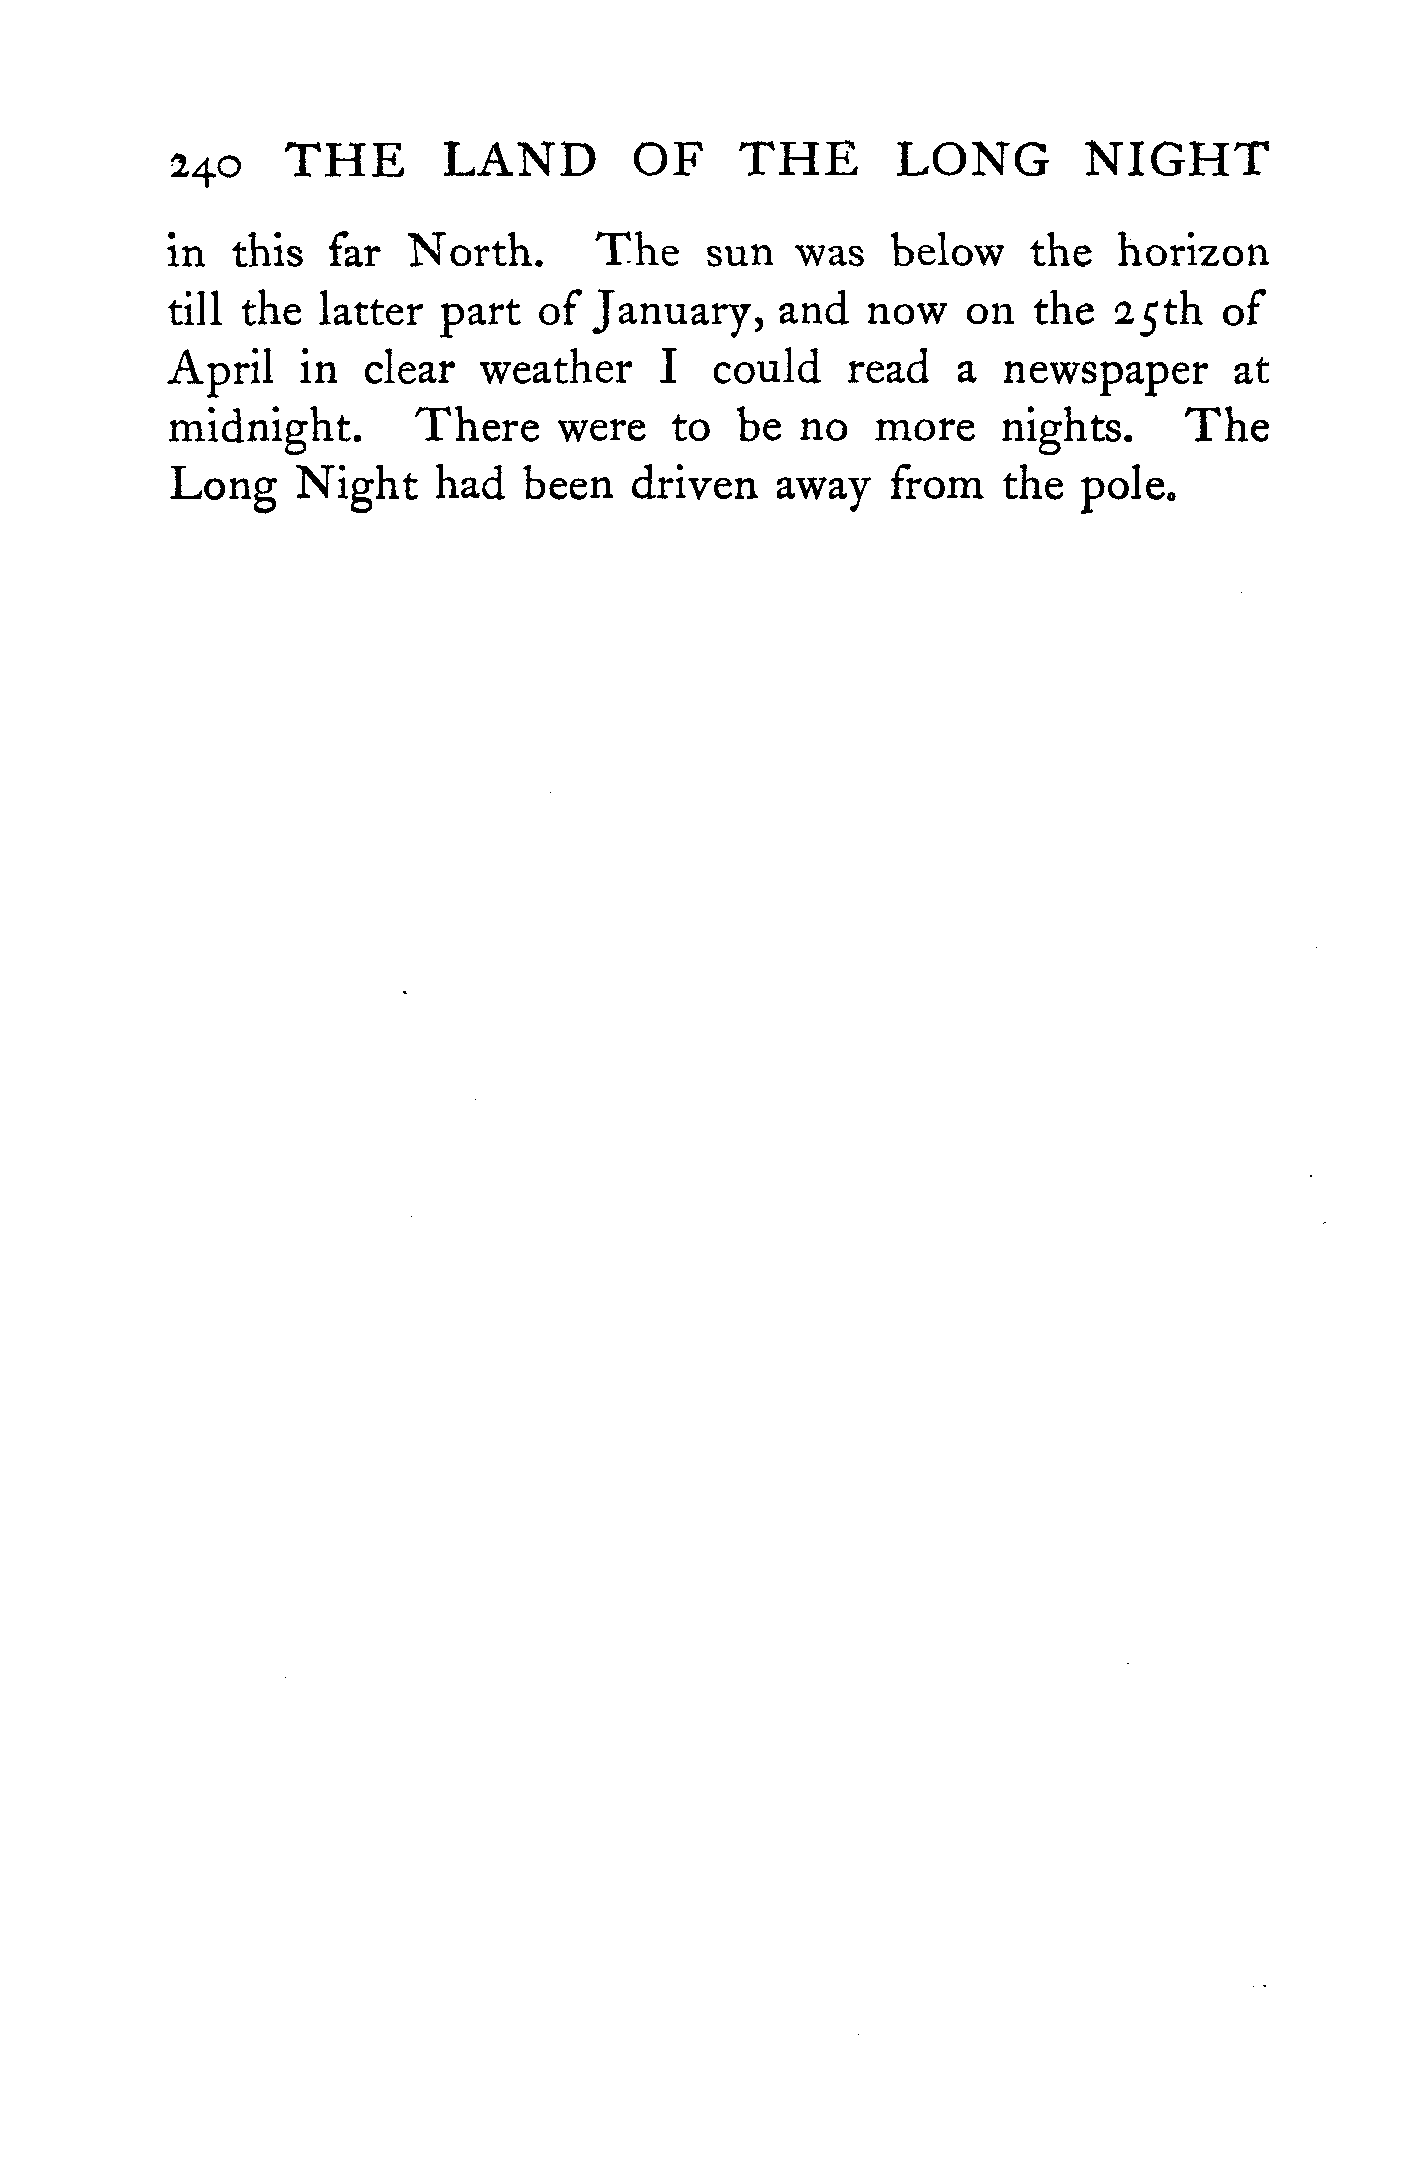 240 THE LAND OF THE LONG NIGHT
in this far North. The sun was below the horizon
till the latter part of January, and now on the 25th of
April in clear weather I could read a newspaper at
midnight. There were to be no more nights. The
Long Night had been driven away from the pole.